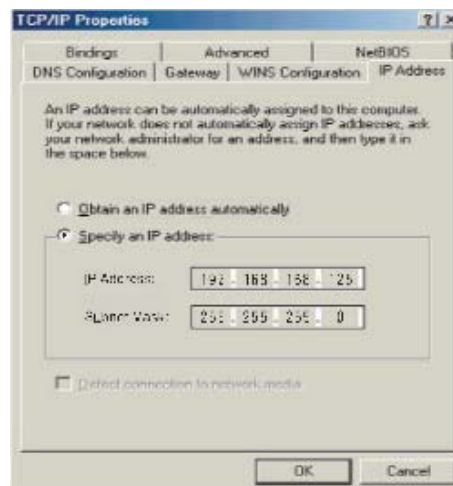 TCP/IP Properties
Bindings Advanced NetBIOS
DNS Configuration Gateway WINS Configuration IP Address
An IP address can be automatically assigned to this computer.
If your network does not automatically assign IP addresses, ask
your network administrator for an address, and then type it in
the space below.
Obtain an IP address automatically
Specify an IP address:
IP Address: 192 . 168 . 168 . 125
Subnet Mask: 255 . 255 . 255 . 0
Detect connection to network media
OK Cancel